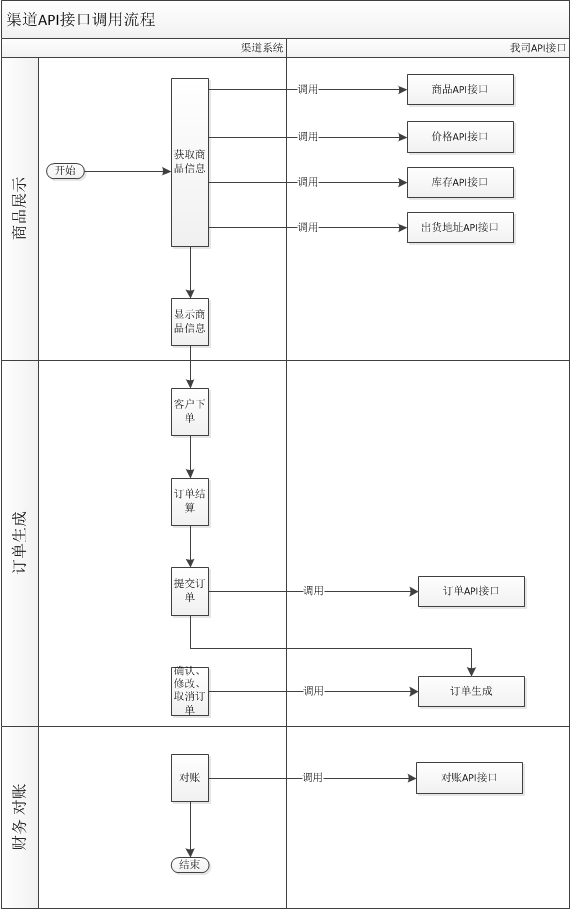 渠道API接口调用流程
渠道系统
我司API接口
商品展示
开始
获取商
品信息
调用
商品API接口
调用
价格API接口
调用
库存API接口
调用
出货地址API接口
显示商
品信息
订单生成
客户下
单
订单结
算
提交订
单
调用
订单API接口
确认、
修改、
取消订
单
调用
订单生成
财务 对账
对账
调用
对账API接口
结束